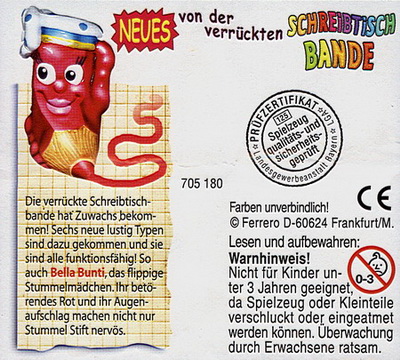 NEUES von der verrückten SCHREIBTISCH BANDE
PRÜFZERTIFIKAT • LGA
Landesgewerbeanstalt Bayern
125
Spielzeug
qualitäts- und
sicherheits-
geprüft
705 180
CE
Farben unverbindlich!
© Ferrero D-60624 Frankfurt/M.
Lesen und aufbewahren:
Warnhinweis!
Nicht für Kinder un-
ter 3 Jahren geeignet,
da Spielzeug oder Kleinteile
verschluckt oder eingeatmet
werden können. Überwachung
durch Erwachsene ratsam.
0-3
Die verrückte Schreibtisch-
bande hat Zuwachs bekom-
men! Sechs neue lustig Typen
sind dazu gekommen und sie
sind alle funktionsfähig! So
auch Bella Bunti, das flippige
Stummelmädchen. Ihr betö-
rendes Rot und ihr Augen-
aufschlag machen nicht nur
Stummel Stift nervös.